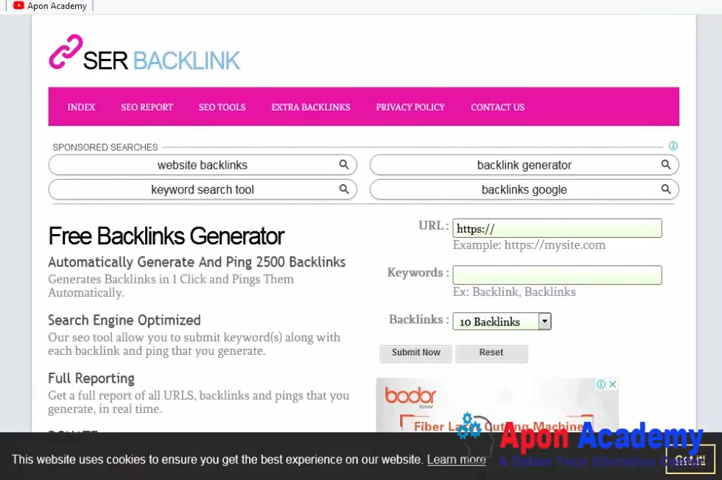 Apon Academy
SER BACKLINK
INDEX SEO REPORT SEO TOOLS EXTRA BACKLINKS PRIVACY POLICY CONTACT US
SPONSORED SEARCHES
website backlinks
backlink generator
keyword search tool
backlinks google
Free Backlinks Generator
Automatically Generate And Ping 2500 Backlinks
Generates Backlinks in 1 Click and Pings Them
Automatically.
Search Engine Optimized
Our seo tool allow you to submit keyword(s) along with
each backlink and ping that you generate.
Full Reporting
Get a full report of all URLS, backlinks and pings that you
generate, in real time.
URL : https://
Example: https://mysite.com
Keywords :
Ex: Backlink, Backlinks
Backlinks : 10 Backlinks
Submit Now Reset
bodor
Fiber Laser Cutting Machine
Apon Academy
This website uses cookies to ensure you get the best experience on our website. Learn more
Got it!